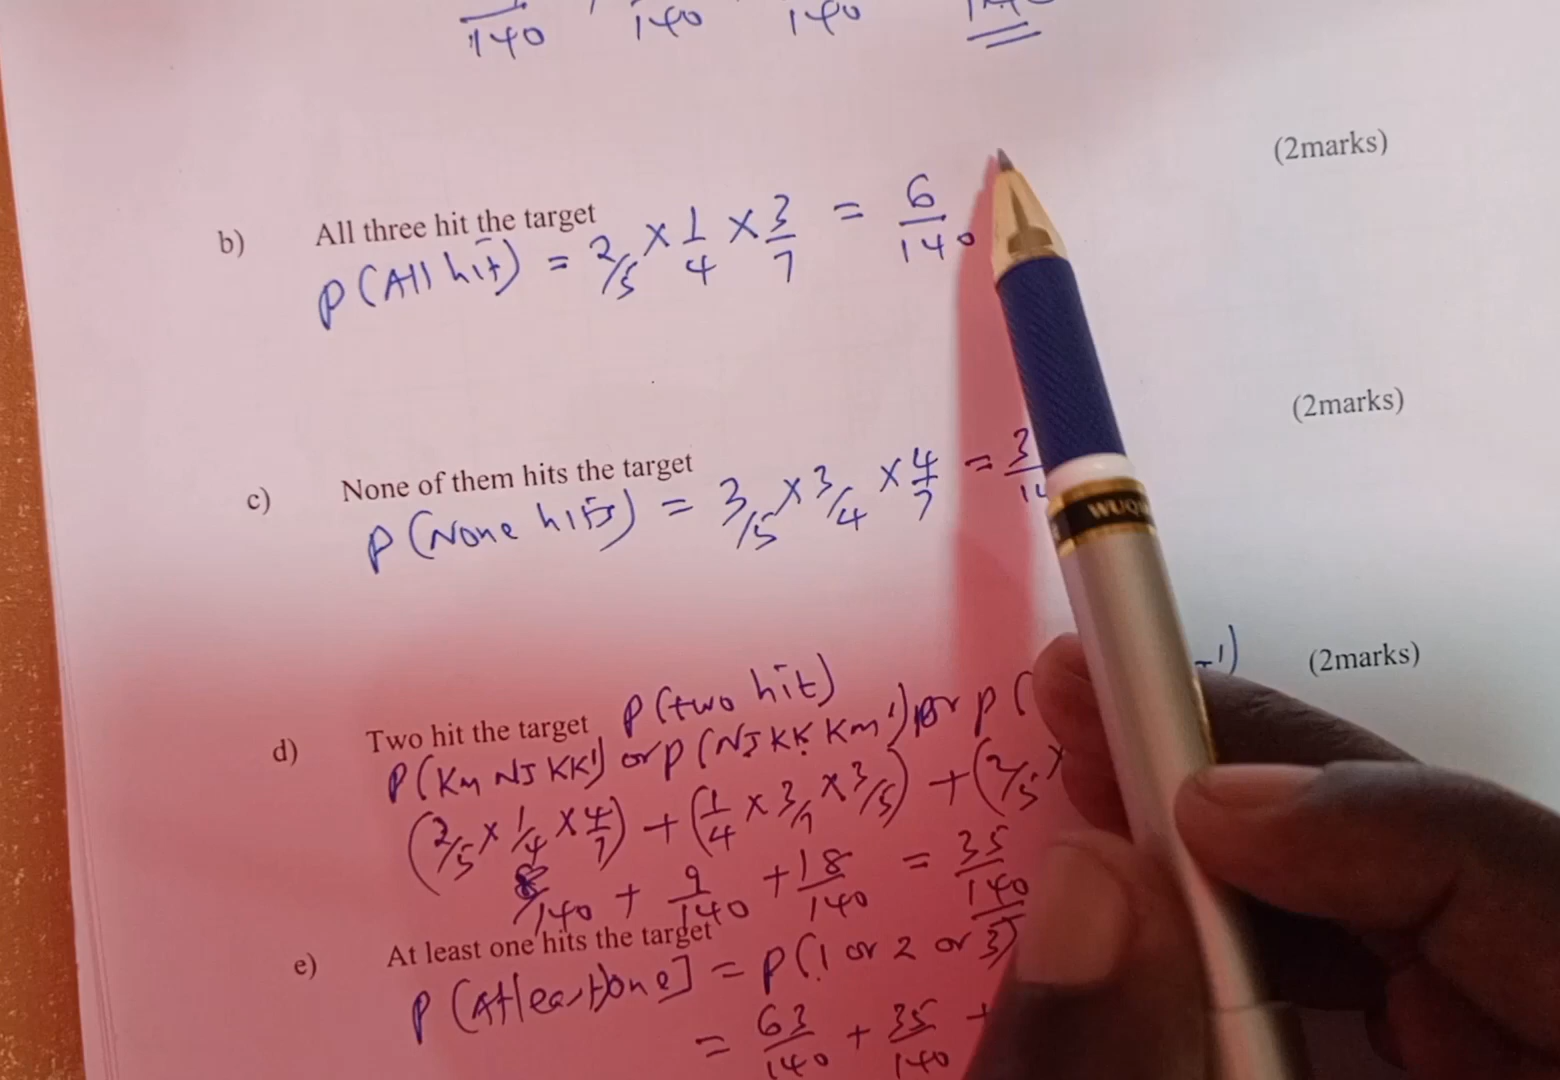 140 140 140
(2marks)
b) All three hit the target
P(All hit) = 2/5 × 1/4 × 3/7 = 6/140
(2marks)
c) None of them hits the target
P(None hits) = 3/5 × 3/4 × 4/7 = 3
WUQI
(2marks)
d) Two hit the target P(two hit)
P(Km NJ KK') or P(NJ KK Km') or P(
(2/5 × 1/4 × 4/7) + (1/4 × 3/7 × 3/5) + (2/5 ×
8/140 + 9/140 + 18/140 = 35/140
e) At least one hits the target
P(At least one] = P(1 or 2 or 3)
= 63/140 + 35/140 +